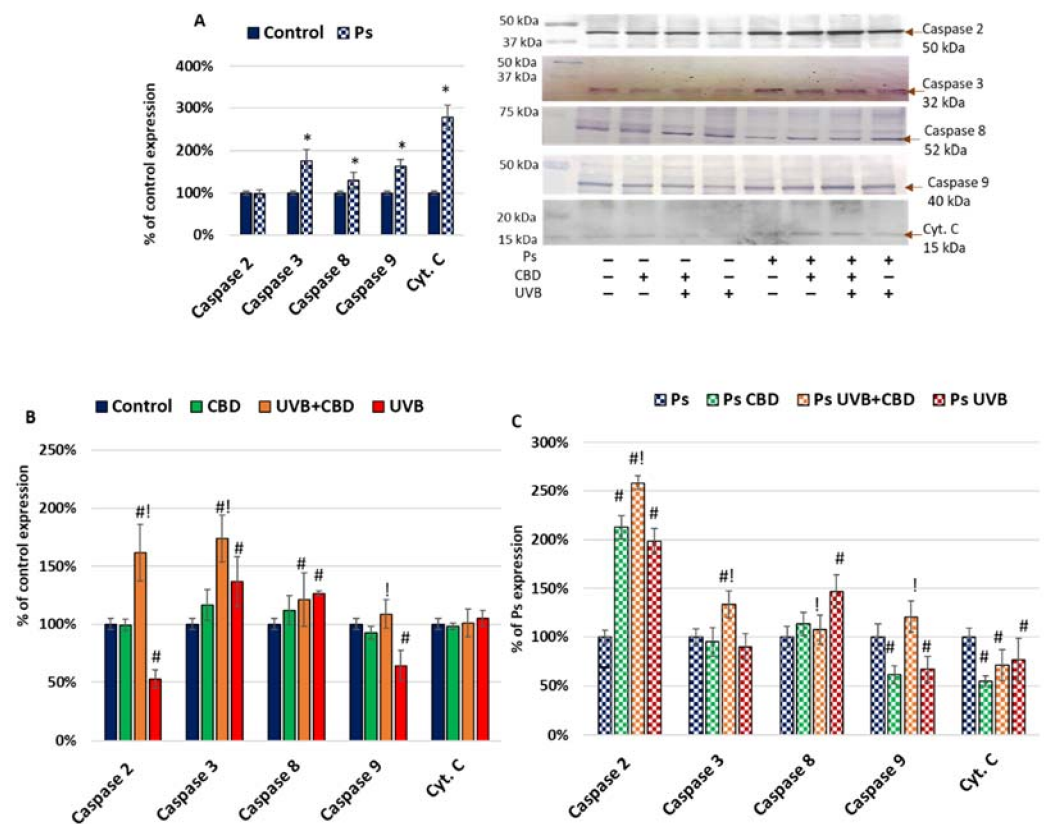 A
Control Ps
% of control expression
400%
300%
200%
100%
0%
* * * *
Caspase 2 Caspase 3 Caspase 8 Caspase 9 Cyt. C
50 kDa
37 kDa
Caspase 2
50 kDa
50 kDa
37 kDa
Caspase 3
32 kDa
75 kDa
Caspase 8
52 kDa
50 kDa
Caspase 9
40 kDa
20 kDa
15 kDa
Cyt. C
15 kDa
Ps − − − − + + + +
CBD − + + − − + + −
UVB − − + + − − + +
B
Control CBD UVB+CBD UVB
% of control expression
250%
200%
150%
100%
50%
0%
#! # #! # # # ! #
Caspase 2 Caspase 3 Caspase 8 Caspase 9 Cyt. C
C
Ps Ps CBD Ps UVB+CBD Ps UVB
% of Ps expression
300%
250%
200%
150%
100%
50%
0%
# #! # #! ! # # ! # # # #
Caspase 2 Caspase 3 Caspase 8 Caspase 9 Cyt. C